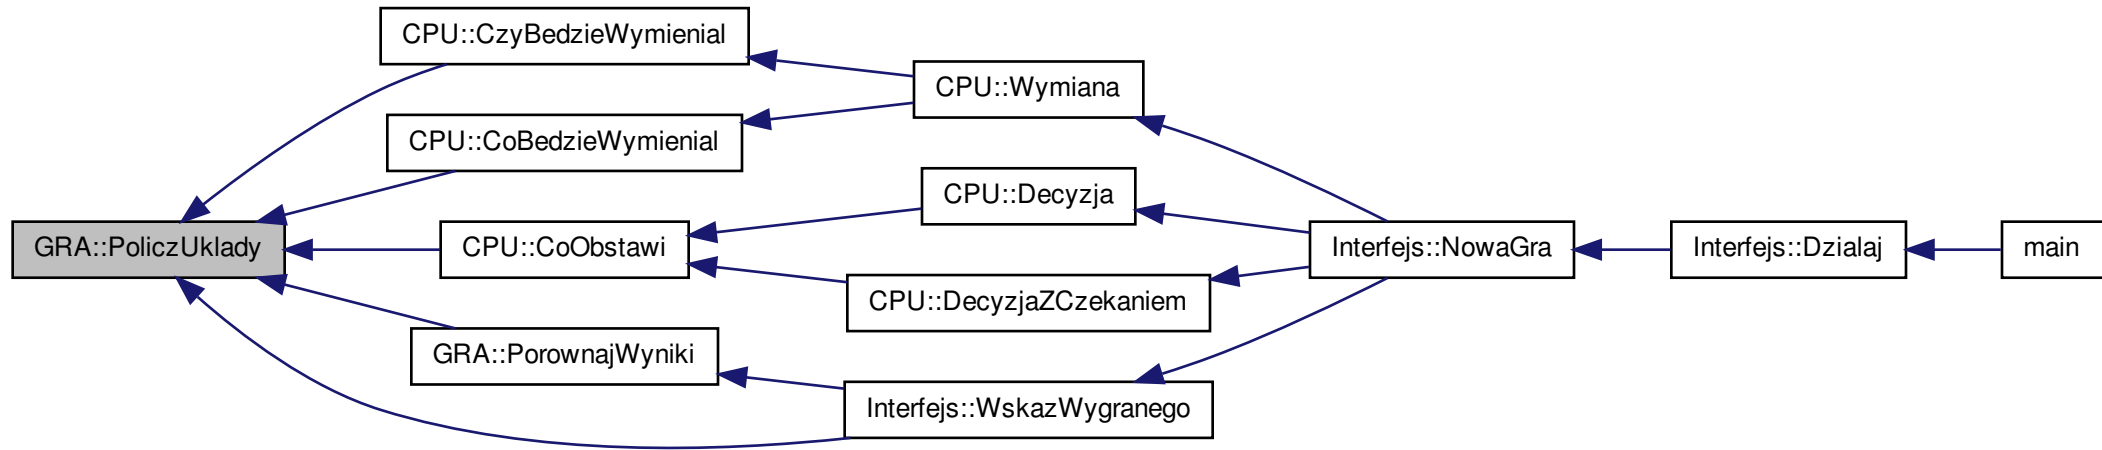 CPU::CzyBedzieWymienial
CPU::Wymiana
CPU::CoBedzieWymienial
CPU::Decyzja
GRA::PoliczUklady
CPU::CoObstawi
Interfejs::NowaGra
Interfejs::Dzialaj
main
CPU::DecyzjaZCzekaniem
GRA::PorownajWyniki
Interfejs::WskazWygranego